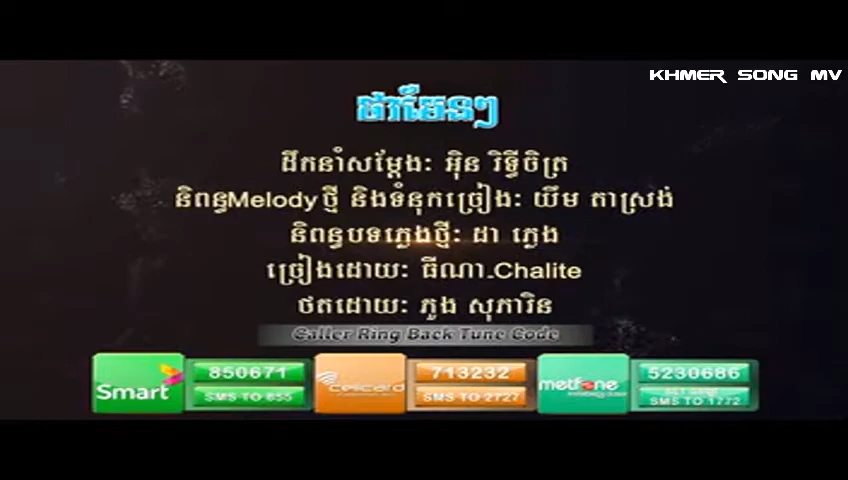 KHMER SONG MV
ថាមែនៗ
ដឹកនាំសម្តែងៈ អ៊ិន រិទ្ធីចិត្រ
និពន្ធMelodyថ្មី និងទំនុកច្រៀងៈ ឃឹម តាស្រង់
និពន្ធបទភ្លេងថ្មីៈ ដា ភ្លេង
ច្រៀងដោយៈ ធីណា.Chalite
ថតដោយៈ ភួង សុភារិន
Caller Ring Back Tune Code
Smart 850671 cellcard 713232 metfone 5230686
SMS TO 855 SMS TO 2727 SMS TO 1772